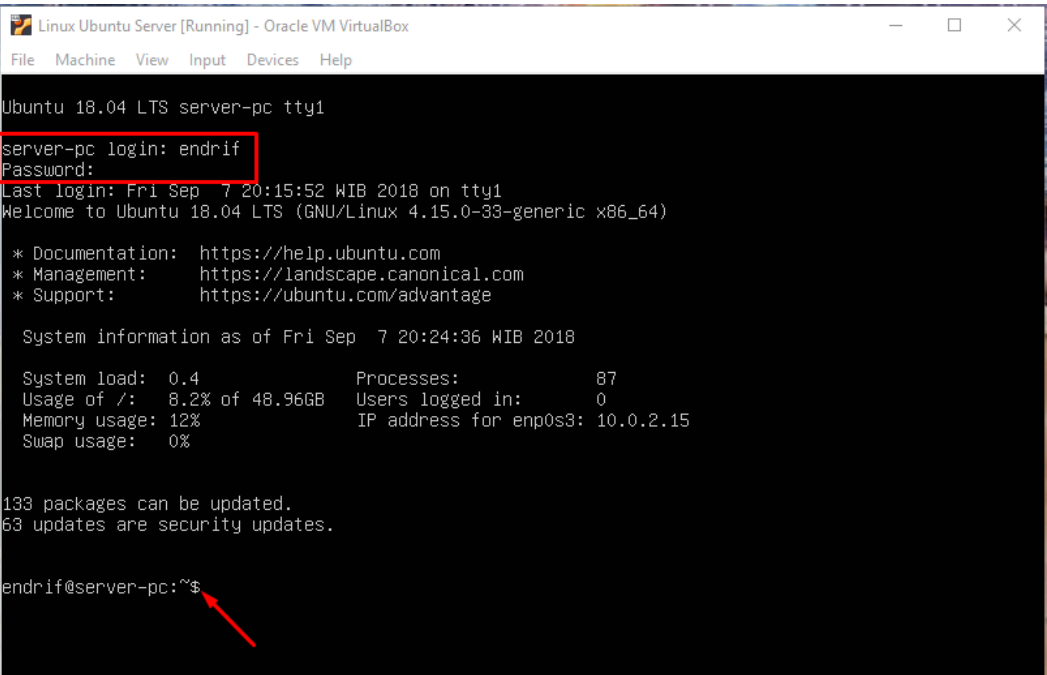 Linux Ubuntu Server [Running] - Oracle VM VirtualBox
File Machine View Input Devices Help
Ubuntu 18.04 LTS server-pc tty1
server-pc login: endrif
Password:
Last login: Fri Sep  7 20:15:52 WIB 2018 on tty1
Welcome to Ubuntu 18.04 LTS (GNU/Linux 4.15.0-33-generic x86_64)
* Documentation:  https://help.ubuntu.com
* Management:     https://landscape.canonical.com
* Support:        https://ubuntu.com/advantage
System information as of Fri Sep  7 20:24:36 WIB 2018
System load:  0.4               Processes:             87
Usage of /:   8.2% of 48.96GB   Users logged in:       0
Memory usage: 12%               IP address for enp0s3: 10.0.2.15
Swap usage:   0%
133 packages can be updated.
63 updates are security updates.
endrif@server-pc:~$